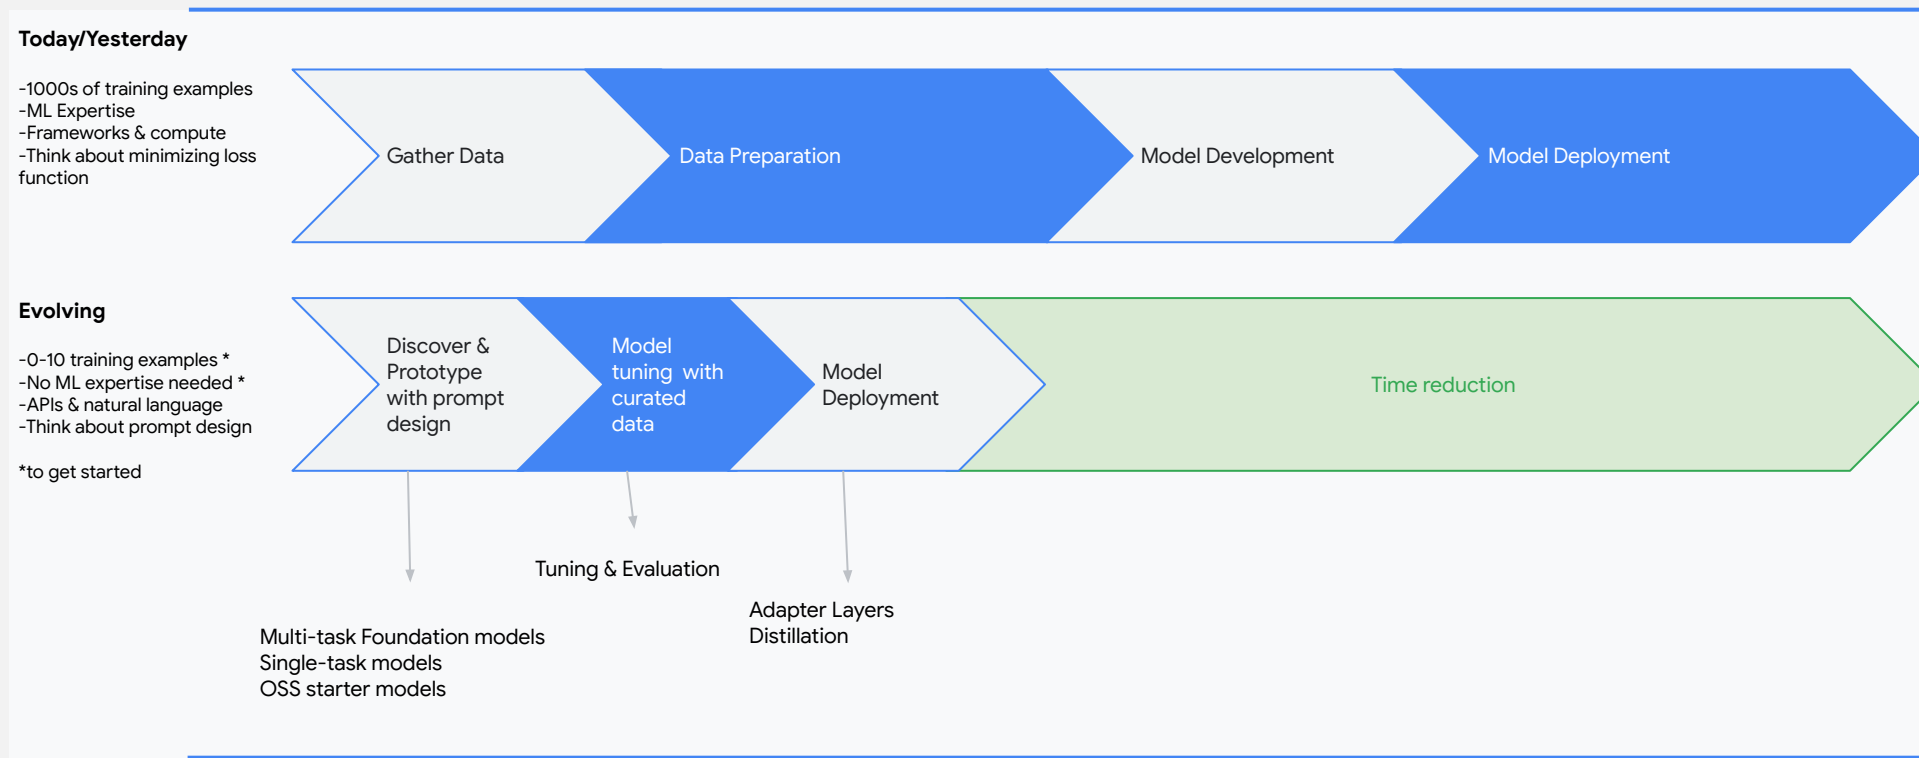 Today/Yesterday
-1000s of training examples
-ML Expertise
-Frameworks & compute
-Think about minimizing loss
function
Gather Data
Data Preparation
Model Development
Model Deployment
Evolving
-0-10 training examples *
-No ML expertise needed *
-APIs & natural language
-Think about prompt design
*to get started
Discover &
Prototype
with prompt
design
Model
tuning with
curated
data
Model
Deployment
Time reduction
Multi-task Foundation models
Single-task models
OSS starter models
Tuning & Evaluation
Adapter Layers
Distillation